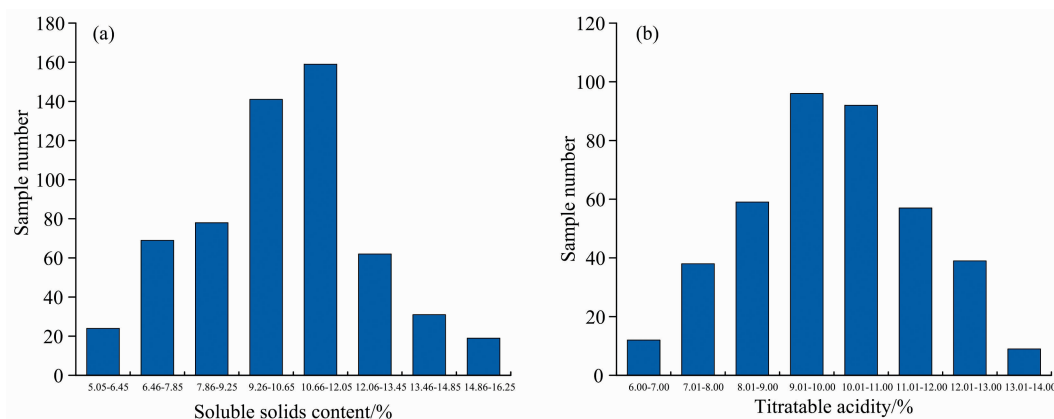 (a)
180
160
140
120
100
80
60
40
20
0
Sample number
5.05-6.45 6.46-7.85 7.86-9.25 9.26-10.65 10.66-12.05 12.06-13.45 13.46-14.85 14.86-16.25
Soluble solids content/%
(b)
120
100
80
60
40
20
0
Sample number
6.00-7.00 7.01-8.00 8.01-9.00 9.01-10.00 10.01-11.00 11.01-12.00 12.01-13.00 13.01-14.00
Titratable acidity/%